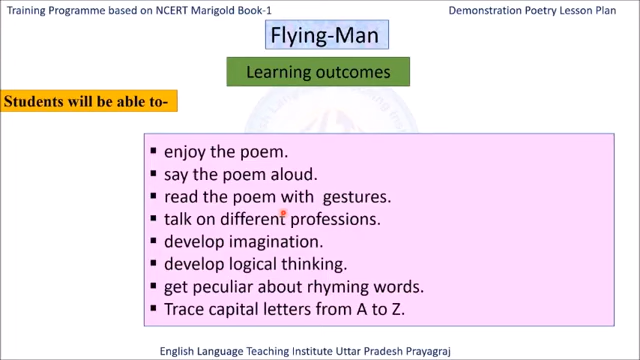 Training Programme based on NCERT Marigold Book-1 Demonstration Poetry Lesson Plan
Flying-Man
Learning outcomes
Students will be able to-
▪ enjoy the poem.
▪ say the poem aloud.
▪ read the poem with gestures.
▪ talk on different professions.
▪ develop imagination.
▪ develop logical thinking.
▪ get peculiar about rhyming words.
▪ Trace capital letters from A to Z.
English Language Teaching Institute Uttar Pradesh Prayagraj